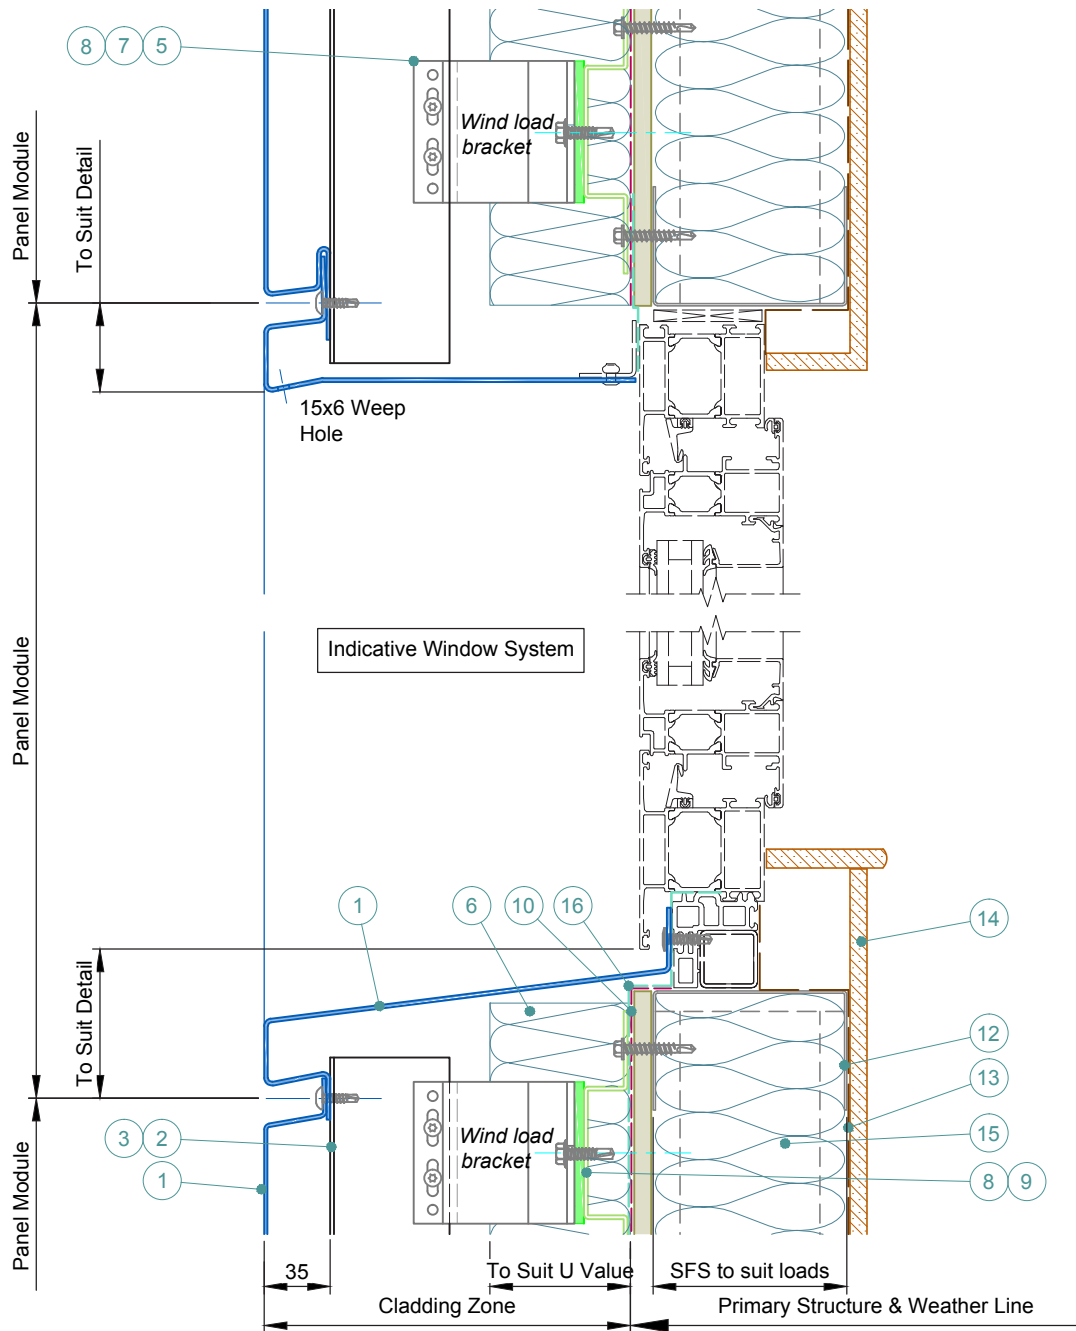 8 7 5
Wind load
bracket
Panel Module
To Suit Detail
15x6 Weep
Hole
Panel Module
Indicative Window System
1
6
10
16
14
To Suit Detail
12
13
3 2
Wind load
bracket
15
1
8 9
Panel Module
35
To Suit U Value
SFS to suit loads
Cladding Zone
Primary Structure & Weather Line